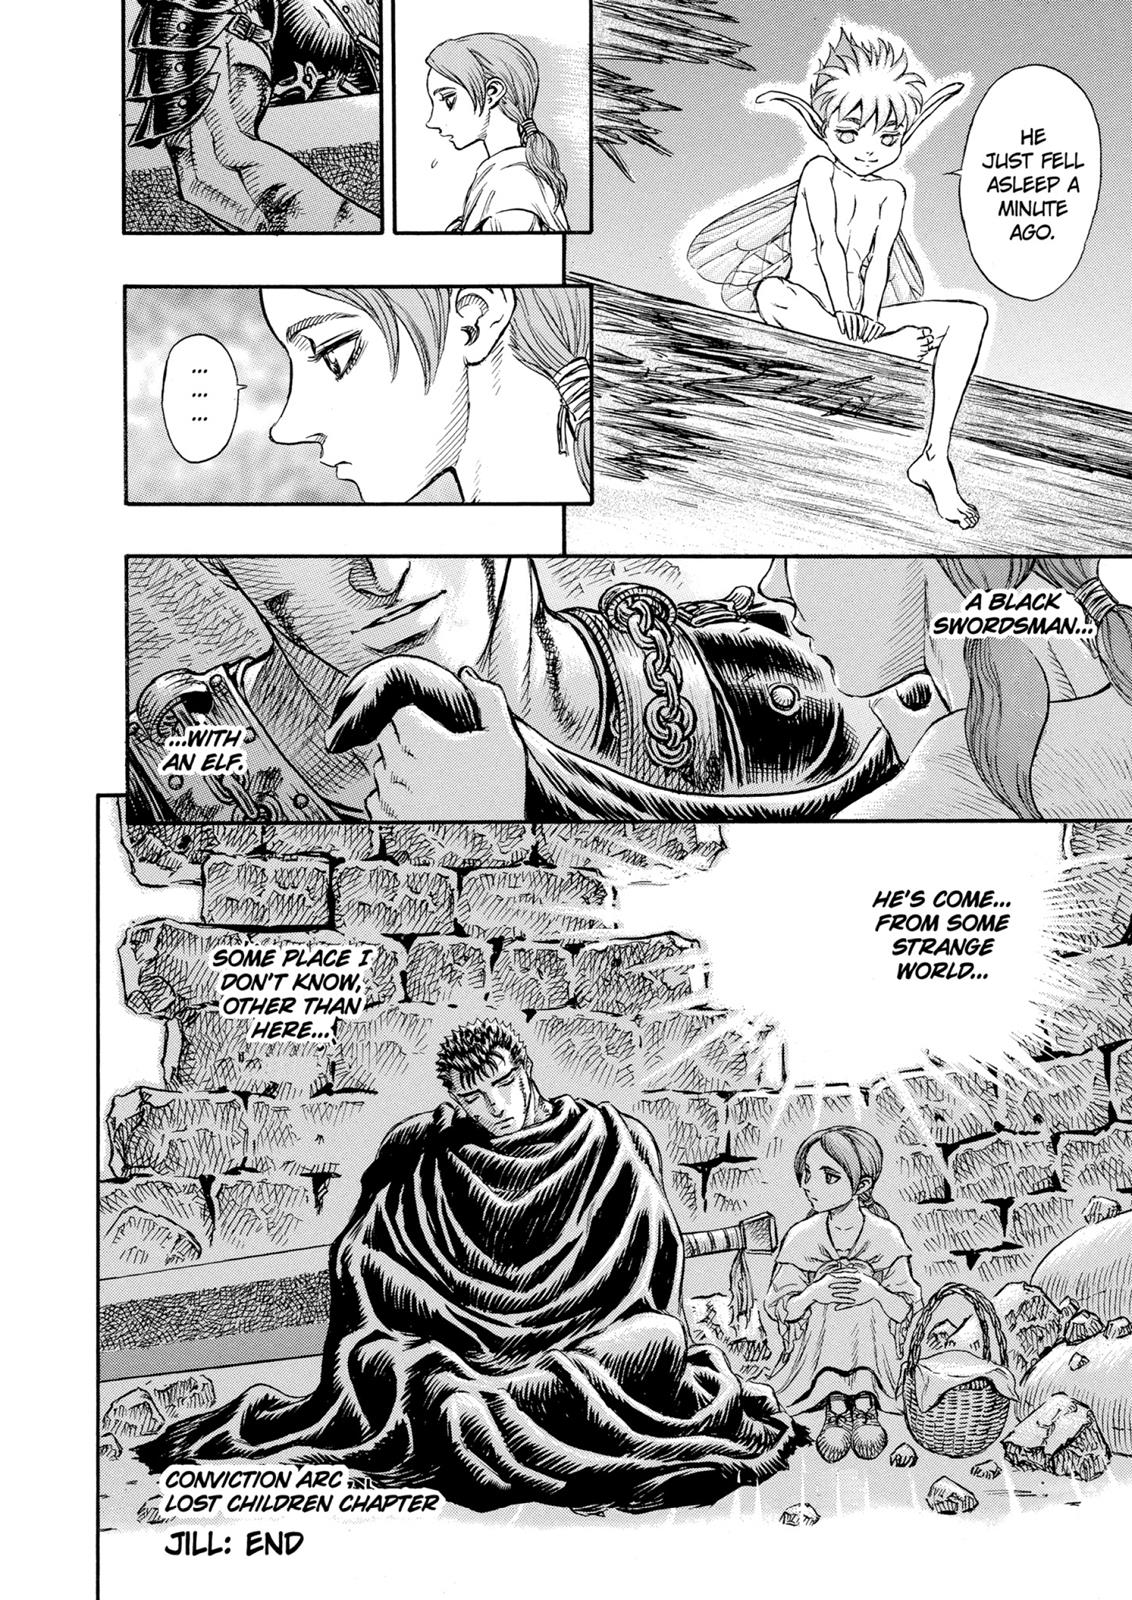 HE
JUST FELL
ASLEEP A
MINUTE
AGO.
...
...
...
A BLACK
SWORDSMAN...
...WITH
AN ELF.
HE'S COME...
FROM SOME
STRANGE
WORLD...
SOME PLACE I
DON'T KNOW,
OTHER THAN
HERE...
CONVICTION ARC
LOST CHILDREN CHAPTER
JILL: END